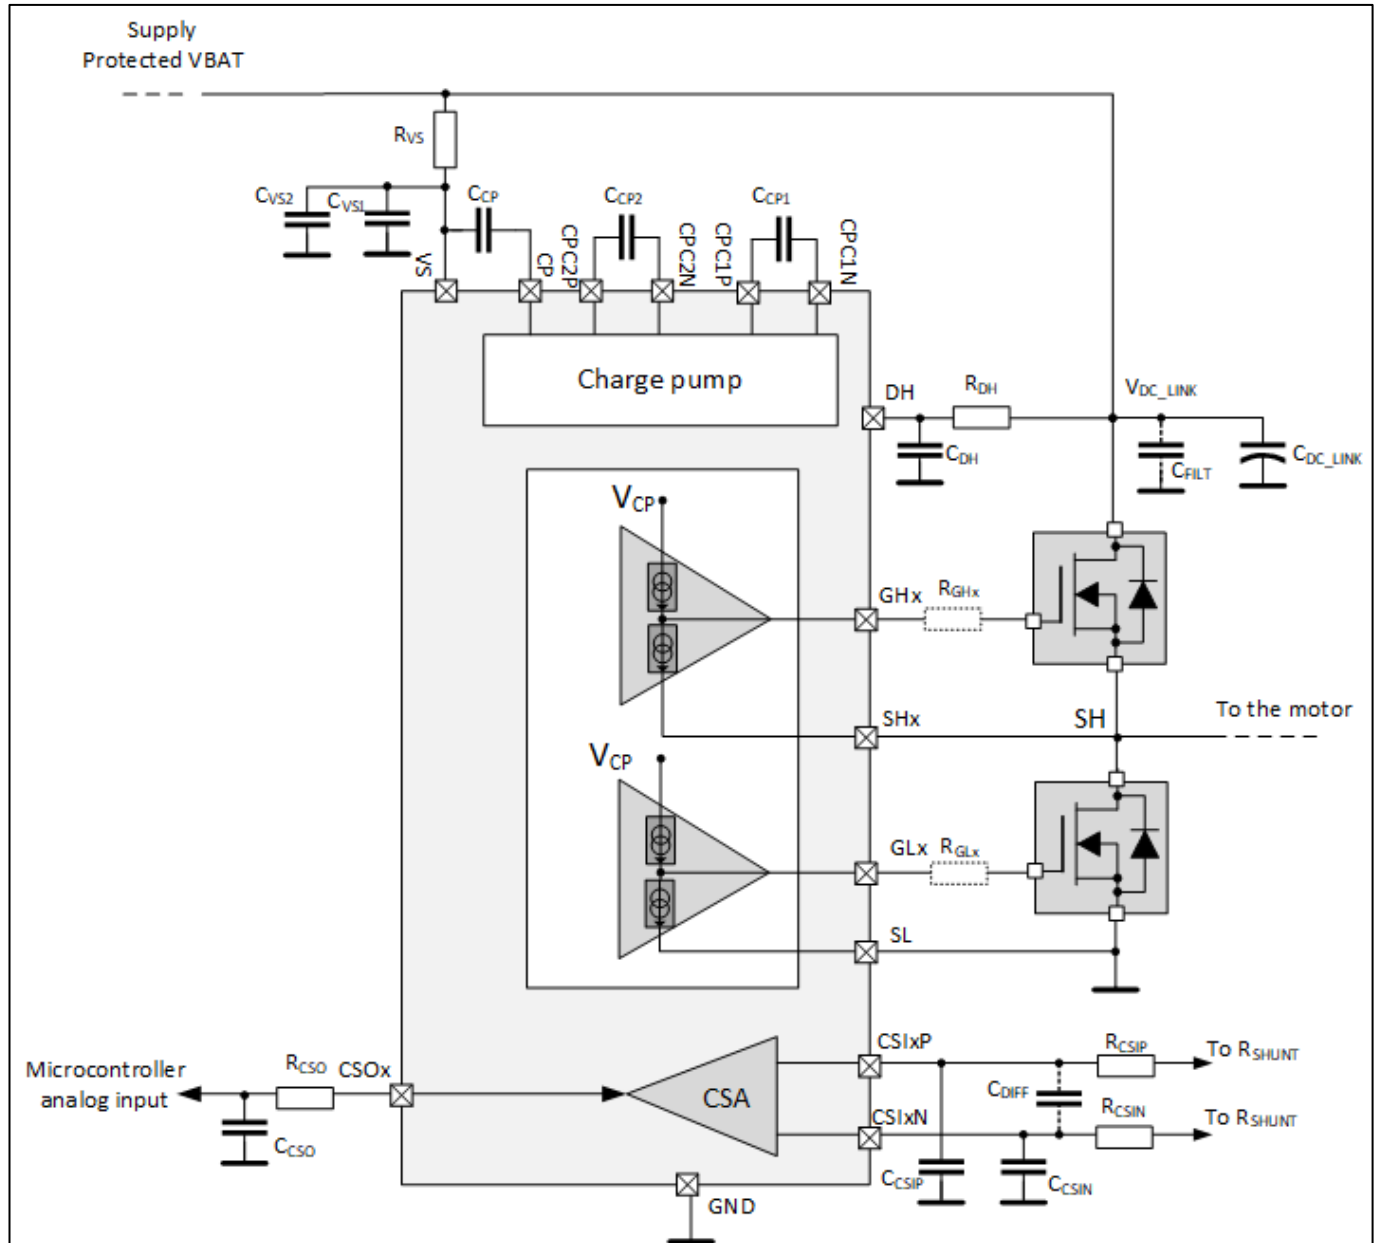 Supply
Protected VBAT
RVS
CVS2
CVS1
CCP
CCP2
CCP1
VS
CP
CPC2P
CPC2N
CPC1P
CPC1N
Charge pump
DH
RDH
VDC_LINK
CDH
CFILT
CDC_LINK
VCP
GHx
RGHx
SHx
SH
To the motor
VCP
GLx
RGLx
SL
Microcontroller
analog input
RCSO
CSOx
CCSO
CSA
CSIxP
RCSIP
To RSHUNT
CDIFF
CSIxN
RCSIN
To RSHUNT
CCSIP
CCSIN
GND